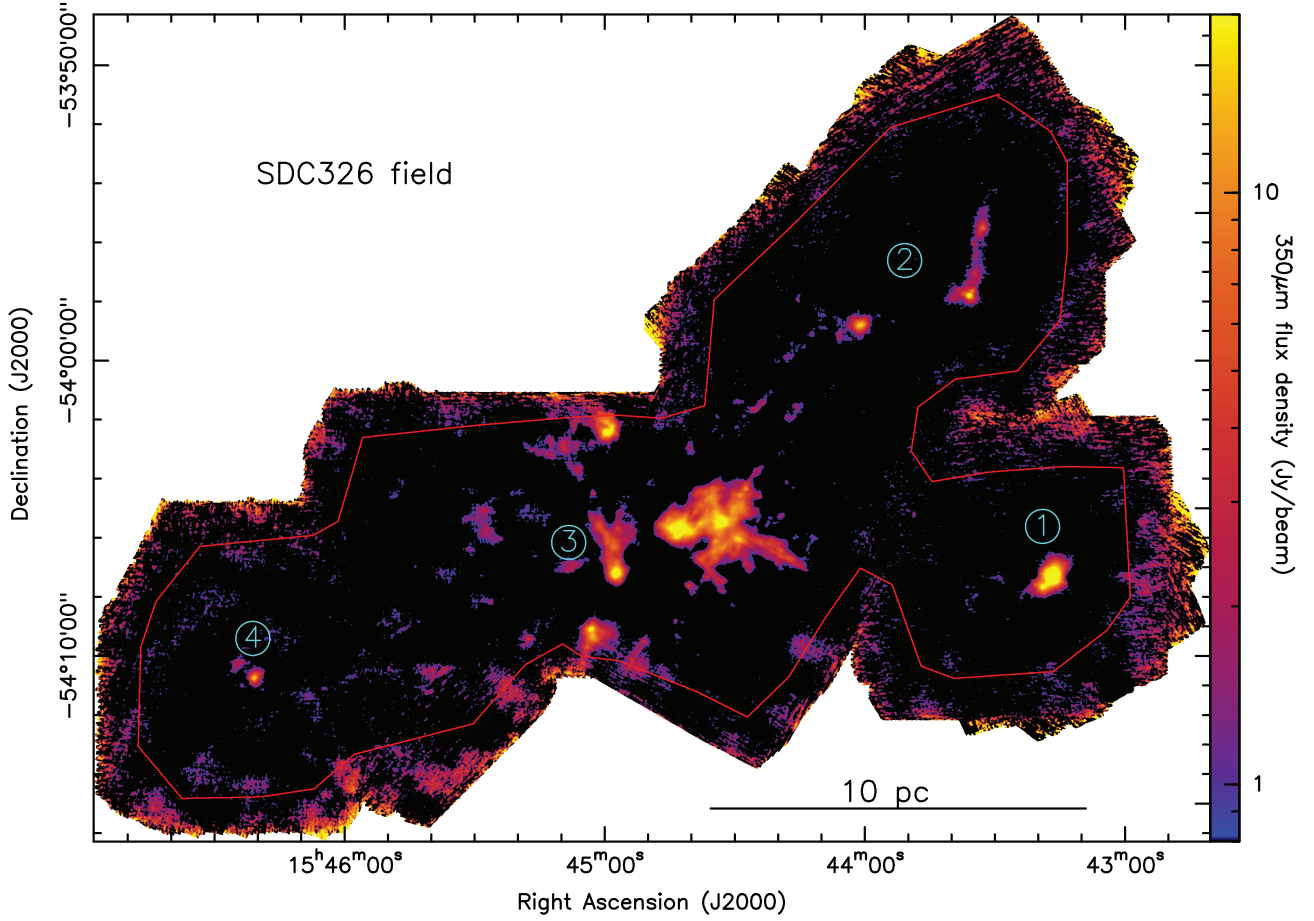 SDC326 field
2
1
3
4
10 pc
−53°50'00"
−54°00'00"
−54°10'00"
Declination (J2000)
15ʰ46ᵐ00ˢ
45ᵐ00ˢ
44ᵐ00ˢ
43ᵐ00ˢ
Right Ascension (J2000)
10
1
350μm flux density (Jy/beam)